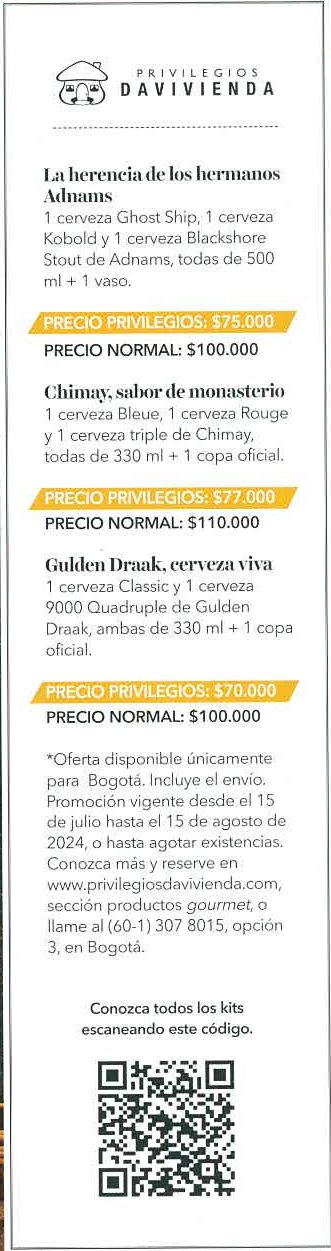 PRIVILEGIOS
DAVIVIENDA
La herencia de los hermanos
Adnams
1 cerveza Ghost Ship, 1 cerveza
Kobold y 1 cerveza Blackshore
Stout de Adnams, todas de 500
ml + 1 vaso.
PRECIO PRIVILEGIOS: $75.000
PRECIO NORMAL: $100.000
Chimay, sabor de monasterio
1 cerveza Bleue, 1 cerveza Rouge
y 1 cerveza triple de Chimay,
todas de 330 ml + 1 copa oficial.
PRECIO PRIVILEGIOS: $77.000
PRECIO NORMAL: $110.000
Gulden Draak, cerveza viva
1 cerveza Classic y 1 cerveza
9000 Quadruple de Gulden
Draak, ambas de 330 ml + 1 copa
oficial.
PRECIO PRIVILEGIOS: $70.000
PRECIO NORMAL: $100.000
*Oferta disponible únicamente
para Bogotá. Incluye el envío.
Promoción vigente desde el 15
de julio hasta el 15 de agosto de
2024, o hasta agotar existencias.
Conozca más y reserve en
www.privilegiosdavivienda.com,
sección productos gourmet, o
llame al (60-1) 307 8015, opción
3, en Bogotá.
Conozca todos los kits
escaneando este código.